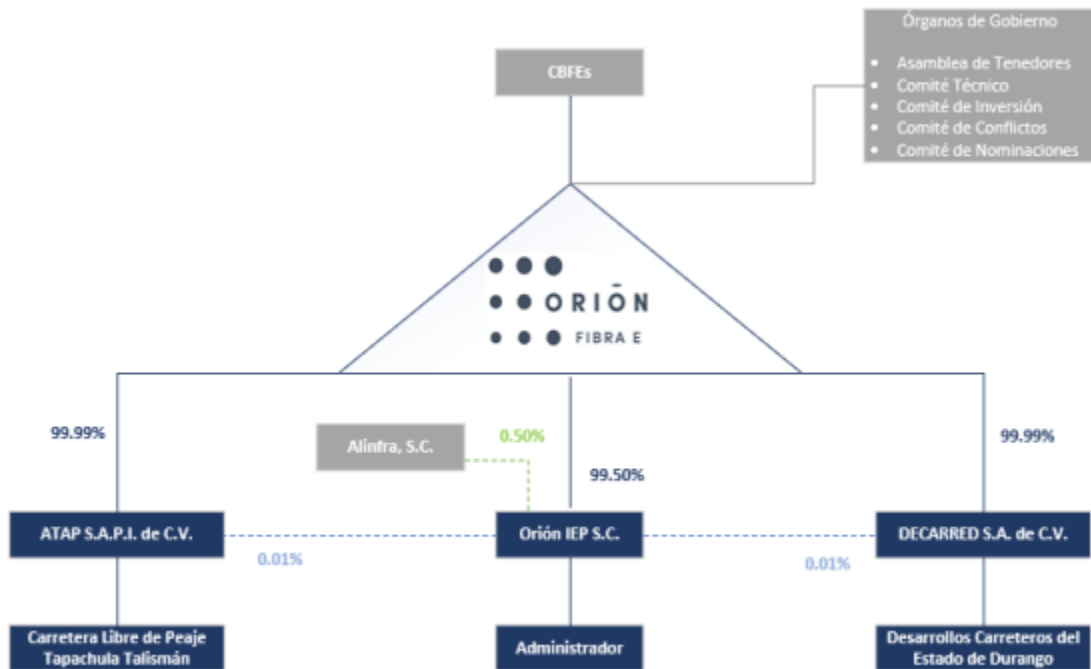 Órganos de Gobierno
CBFEs
• Asamblea de Tenedores
• Comité Técnico
• Comité de Inversión
• Comité de Conflictos
• Comité de Nominaciones
ORIÓN
FIBRA E
99.99%
Alinfra, S.C.
0.50%
99.99%
99.50%
ATAP S.A.P.I. de C.V.
Orión IEP S.C.
DECARRED S.A. de C.V.
0.01%
0.01%
Carretera Libre de Peaje
Tapachula Talismán
Administrador
Desarrollos Carreteros del
Estado de Durango